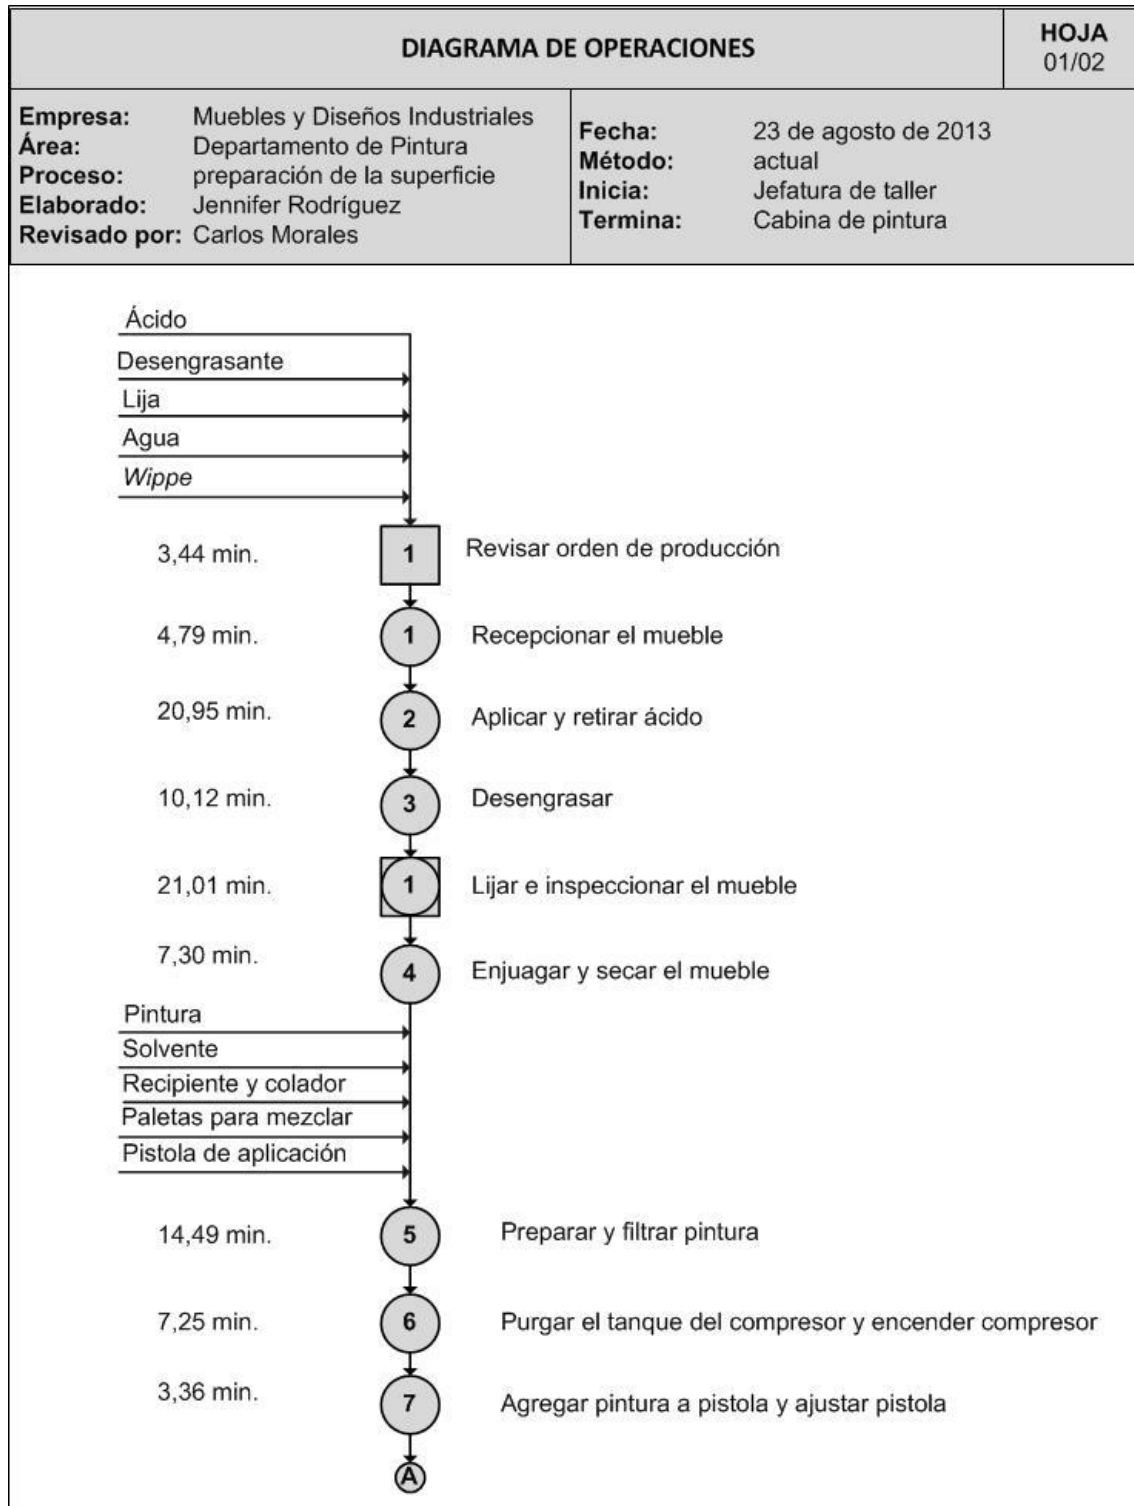 DIAGRAMA DE OPERACIONES
HOJA
01/02
Empresa: Muebles y Diseños Industriales
Área: Departamento de Pintura
Proceso: preparación de la superficie
Elaborado: Jennifer Rodríguez
Revisado por: Carlos Morales
Fecha: 23 de agosto de 2013
Método: actual
Inicia: Jefatura de taller
Termina: Cabina de pintura
Ácido
Desengrasante
Lija
Agua
Wippe
3,44 min. 1 Revisar orden de producción
4,79 min. 1 Recepcionar el mueble
20,95 min. 2 Aplicar y retirar ácido
10,12 min. 3 Desengrasar
21,01 min. 1 Lijar e inspeccionar el mueble
7,30 min. 4 Enjuagar y secar el mueble
Pintura
Solvente
Recipiente y colador
Paletas para mezclar
Pistola de aplicación
14,49 min. 5 Preparar y filtrar pintura
7,25 min. 6 Purgar el tanque del compresor y encender compresor
3,36 min. 7 Agregar pintura a pistola y ajustar pistola
A